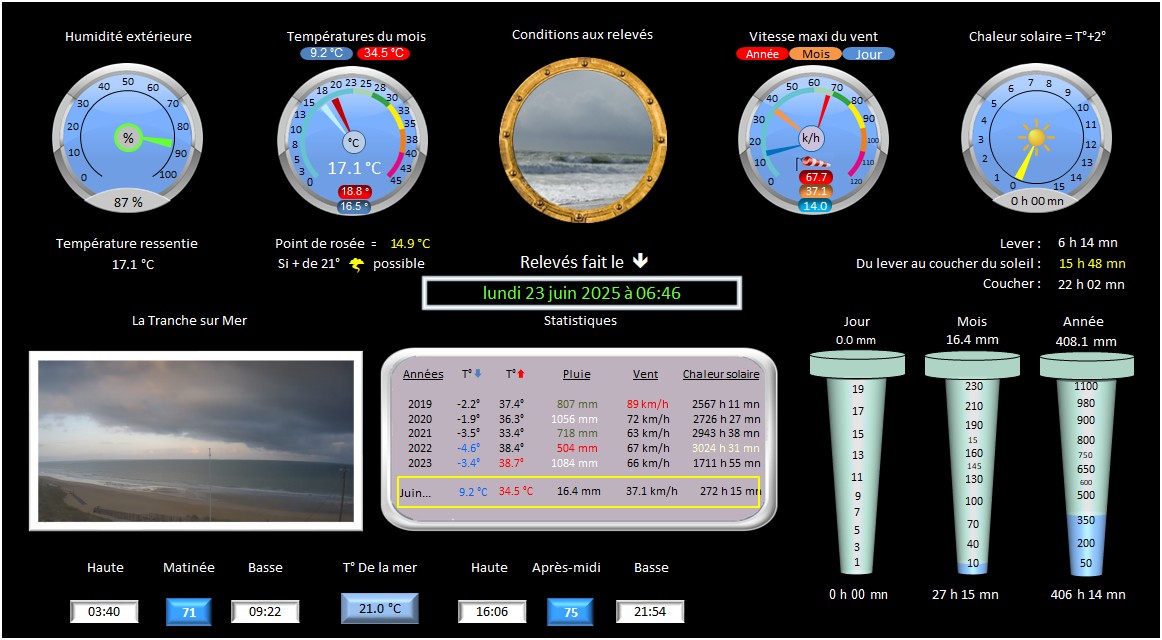 Humidité extérieure
Températures du mois
9.2 °C 34.5 °C
Conditions aux relevés
Vitesse maxi du vent
Année Mois Jour
Chaleur solaire = T°+2°
0 10 20 30 40 50 60 70 80 90 100
%
87 %
0 3 5 8 10 13 15 18 20 23 25 28 30 33 35 38 40 43 45
°C
17.1 °C
18.8 °
16.5 °
0 10 20 30 40 50 60 70 80 90 100 110 120
k/h
67.7
37.1
14.0
0 1 2 3 4 5 6 7 8 9 10 11 12 13 14 15
0 h 00 mn
Température ressentie
17.1 °C
Point de rosée = 14.9 °C
Si + de 21° possible
Relevés fait le
lundi 23 juin 2025 à 06:46
Lever : 6 h 14 mn
Du lever au coucher du soleil : 15 h 48 mn
Coucher : 22 h 02 mn
La Tranche sur Mer
Statistiques
Années T° T° Pluie Vent Chaleur solaire
2019 -2.2° 37.4° 807 mm 89 km/h 2567 h 11 mn
2020 -1.9° 36.3° 1056 mm 72 km/h 2726 h 27 mn
2021 -3.5° 33.4° 718 mm 63 km/h 2943 h 38 mn
2022 -4.6° 38.4° 504 mm 67 km/h 3024 h 31 mn
2023 -3.4° 38.7° 1084 mm 66 km/h 1711 h 55 mn
Juin... 9.2 °C 34.5 °C 16.4 mm 37.1 km/h 272 h 15 mn
Jour
0.0 mm
19
17
15
13
11
9
7
5
3
1
0 h 00 mn
Mois
16.4 mm
230
210
190
15
160
145
130
100
70
40
10
27 h 15 mn
Année
408.1 mm
1100
980
900
800
750
650
600
500
350
200
50
406 h 14 mn
Haute Matinée Basse
03:40 71 09:22
T° De la mer
21.0 °C
Haute Après-midi Basse
16:06 75 21:54